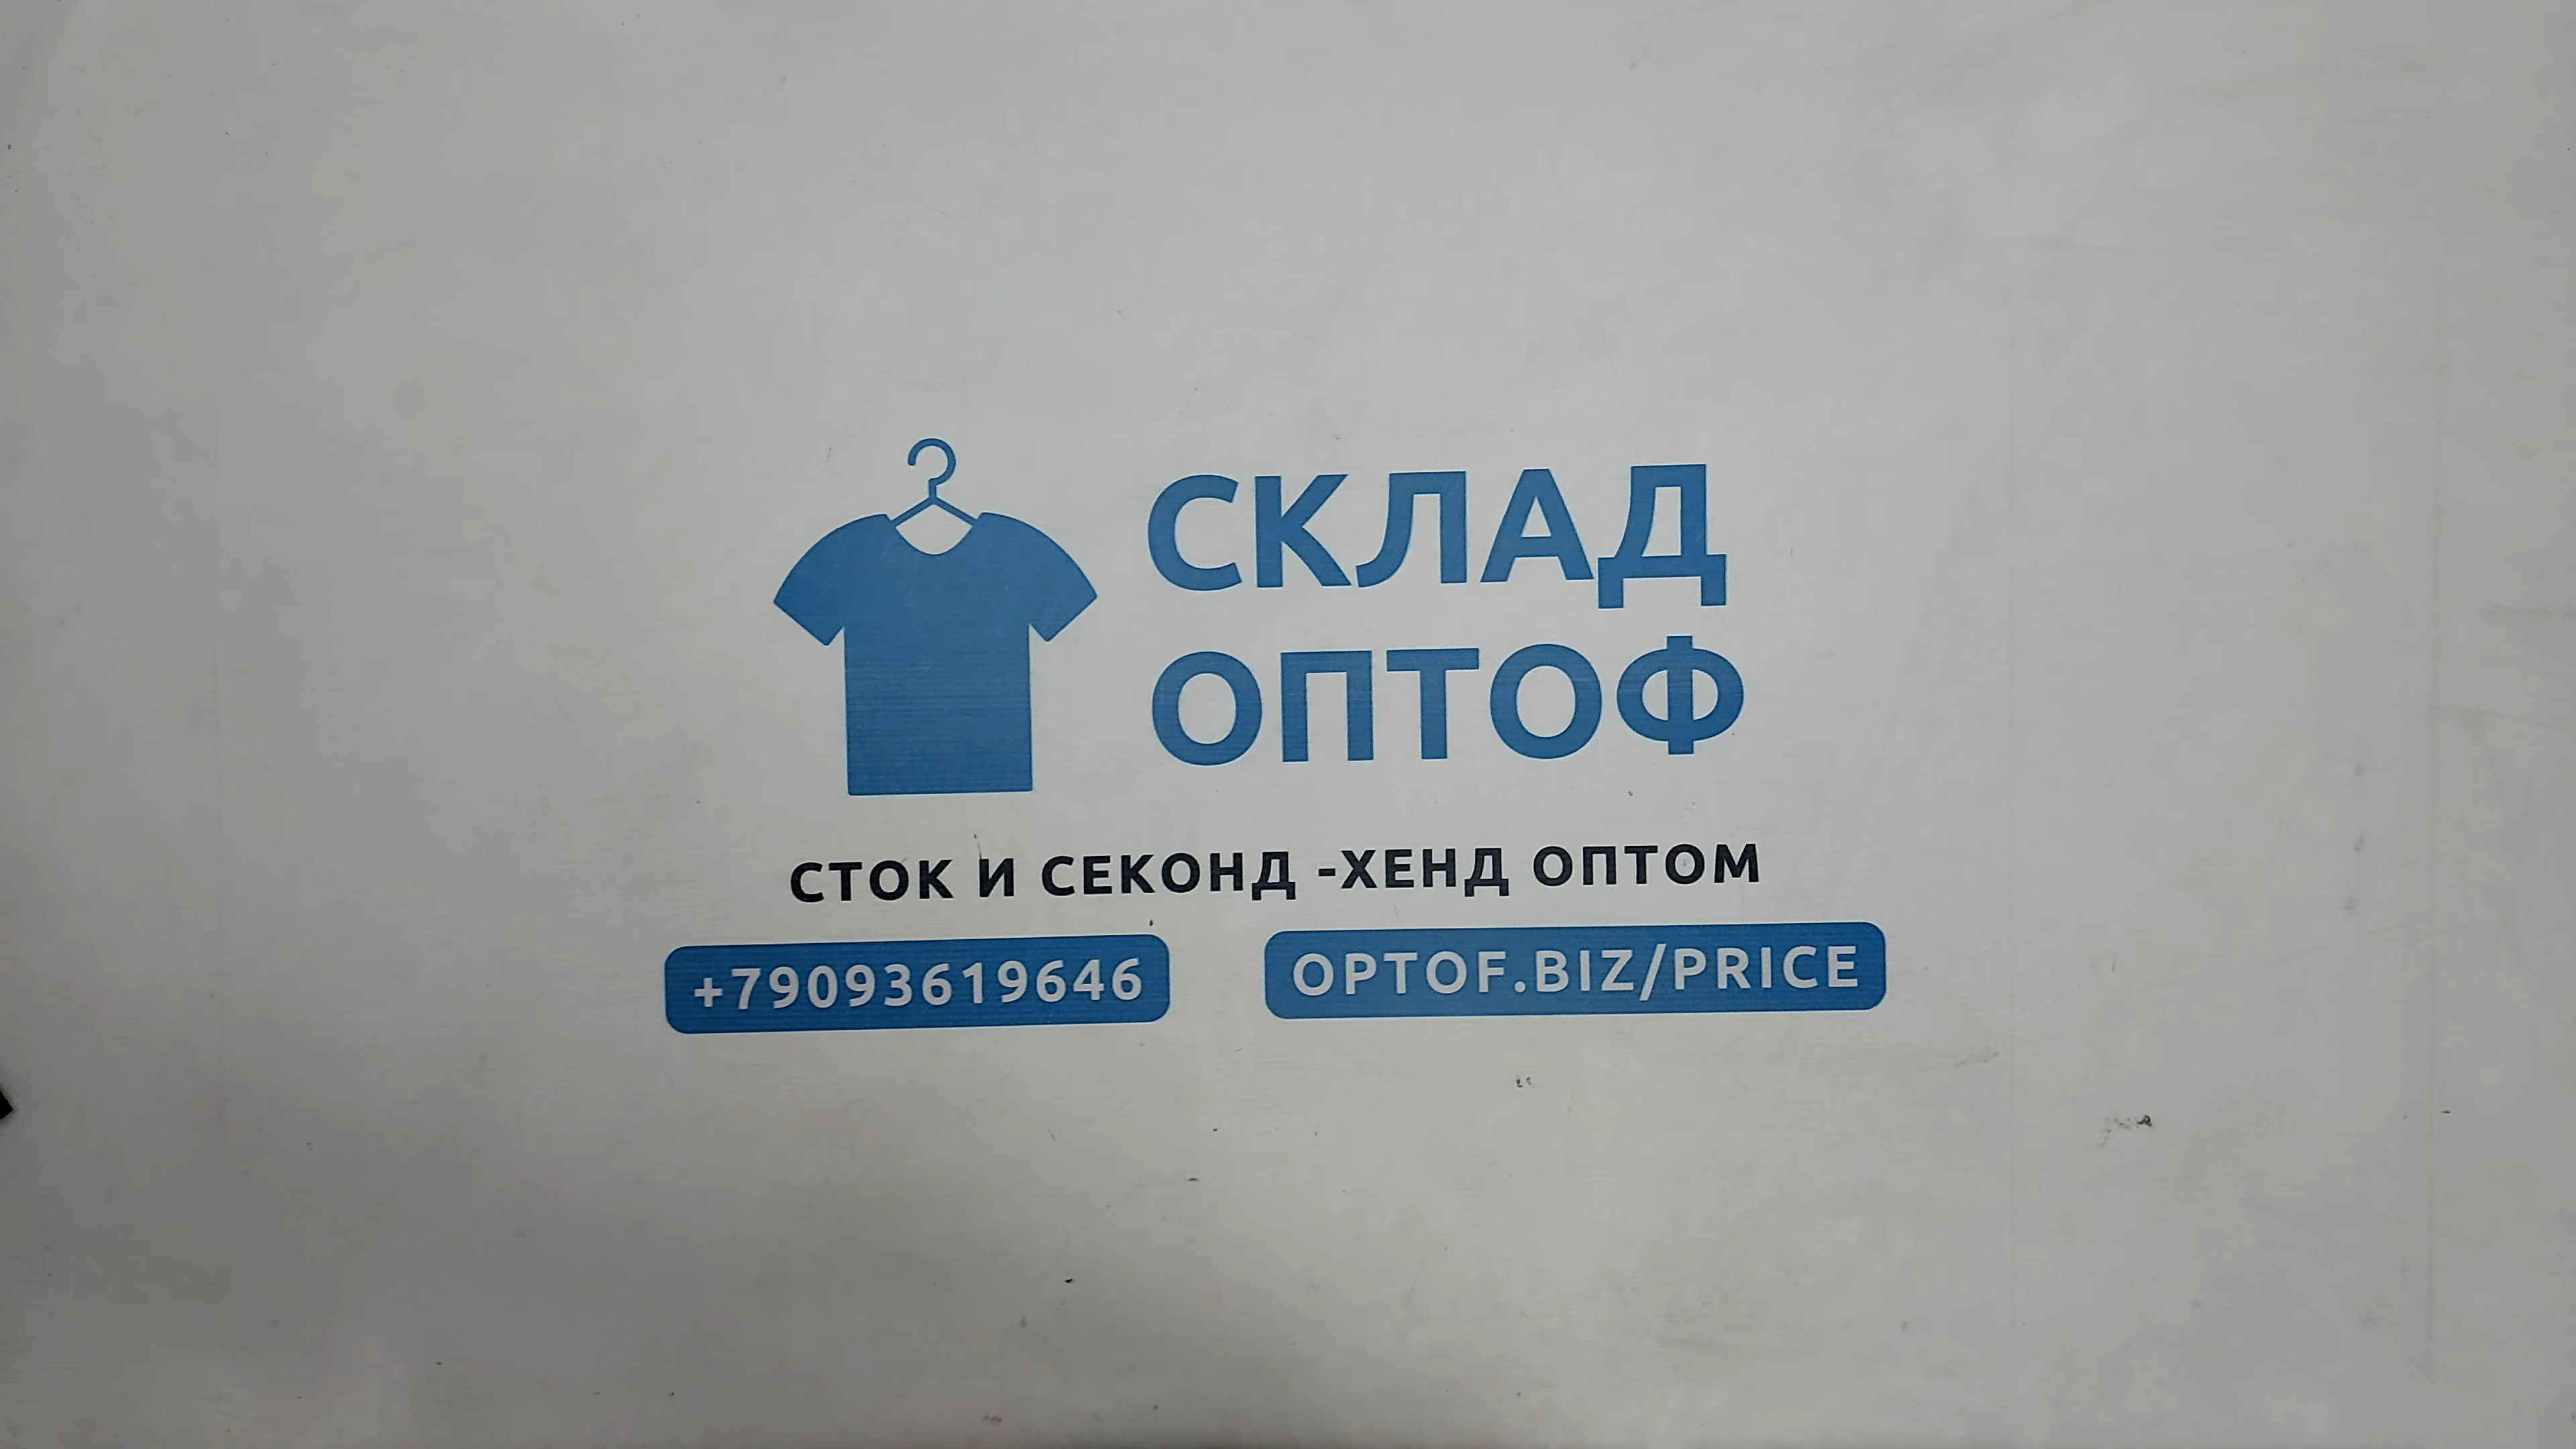 СКЛАД
ОПТОФ
СТОК И СЕКОНД -ХЕНД ОПТОМ
+79093619646
OPTOF.BIZ/PRICE